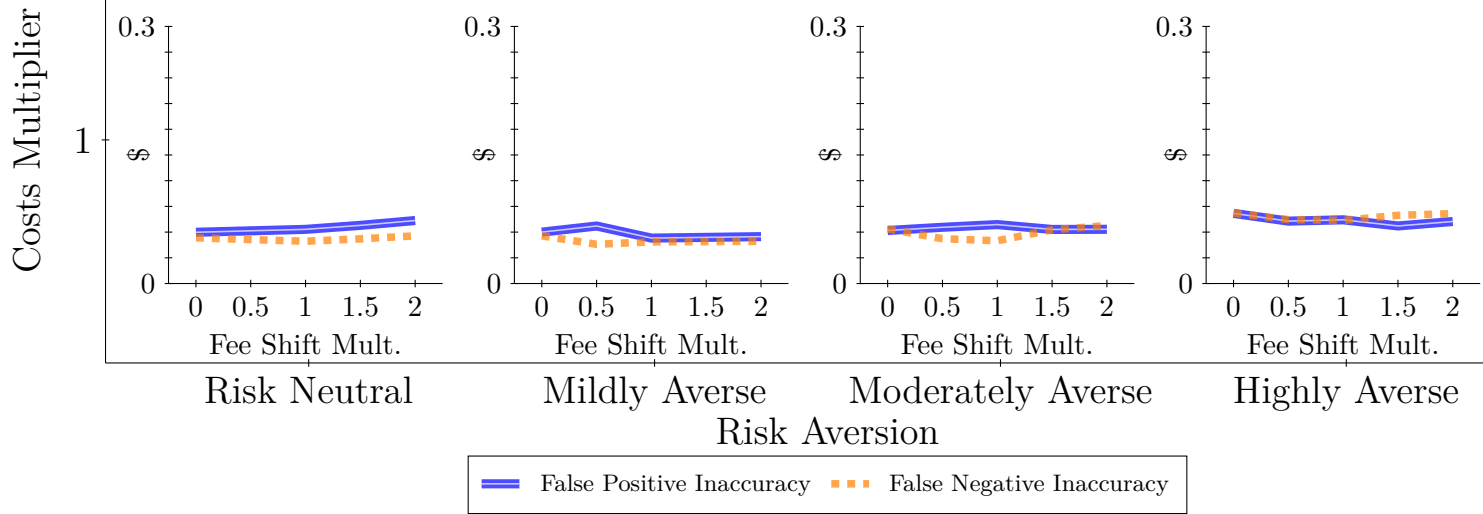 Costs Multiplier
1
0.3
$
0
0 0.5 1 1.5 2
Fee Shift Mult.
0.3
$
0
0 0.5 1 1.5 2
Fee Shift Mult.
0.3
$
0
0 0.5 1 1.5 2
Fee Shift Mult.
0.3
$
0
0 0.5 1 1.5 2
Fee Shift Mult.
Risk Neutral
Mildly Averse
Moderately Averse
Highly Averse
Risk Aversion
False Positive Inaccuracy
False Negative Inaccuracy